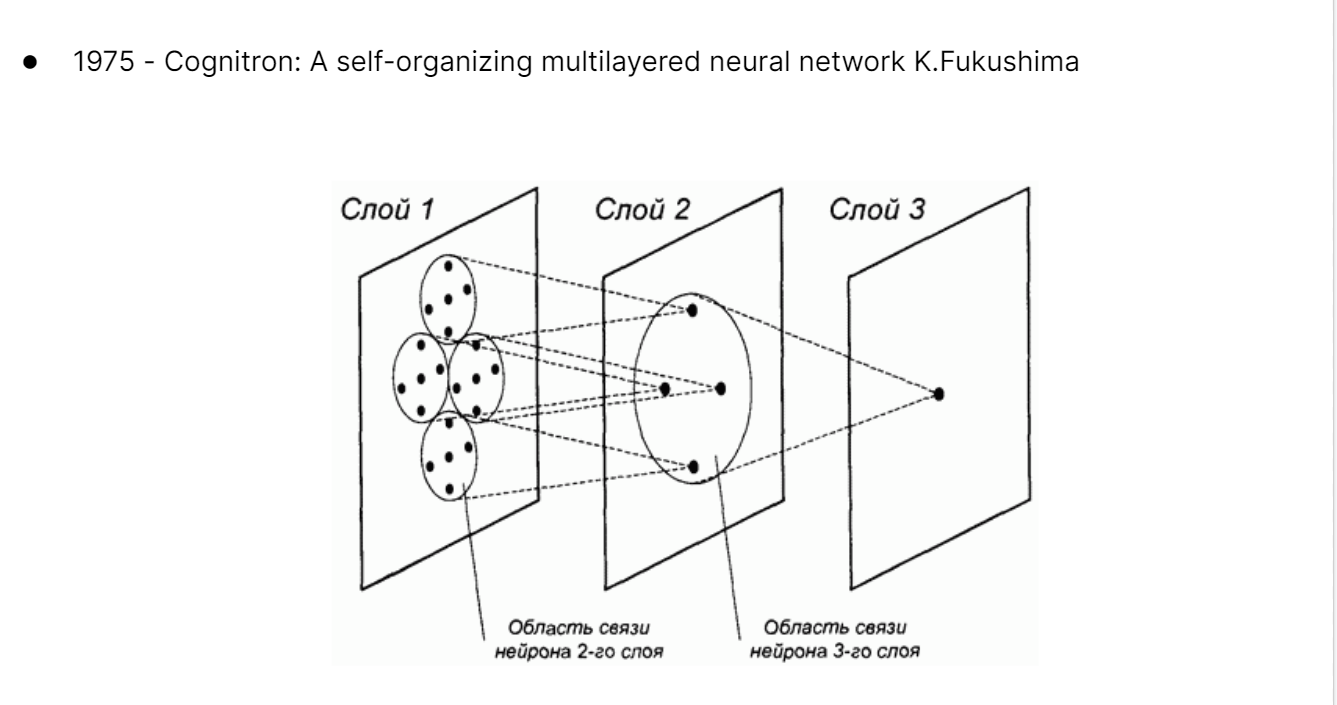 1975 - Cognitron: A self-organizing multilayered neural network K.Fukushima
Слой 1
Слой 2
Слой 3
Область связи
нейрона 2-го слоя
Область связи
нейрона 3-го слоя